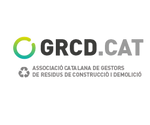 GRCD.CAT
ASSOCIACIÓ CATALANA DE GESTORS
DE RESIDUS DE CONSTRUCCIÓ I DEMOLICIÓ